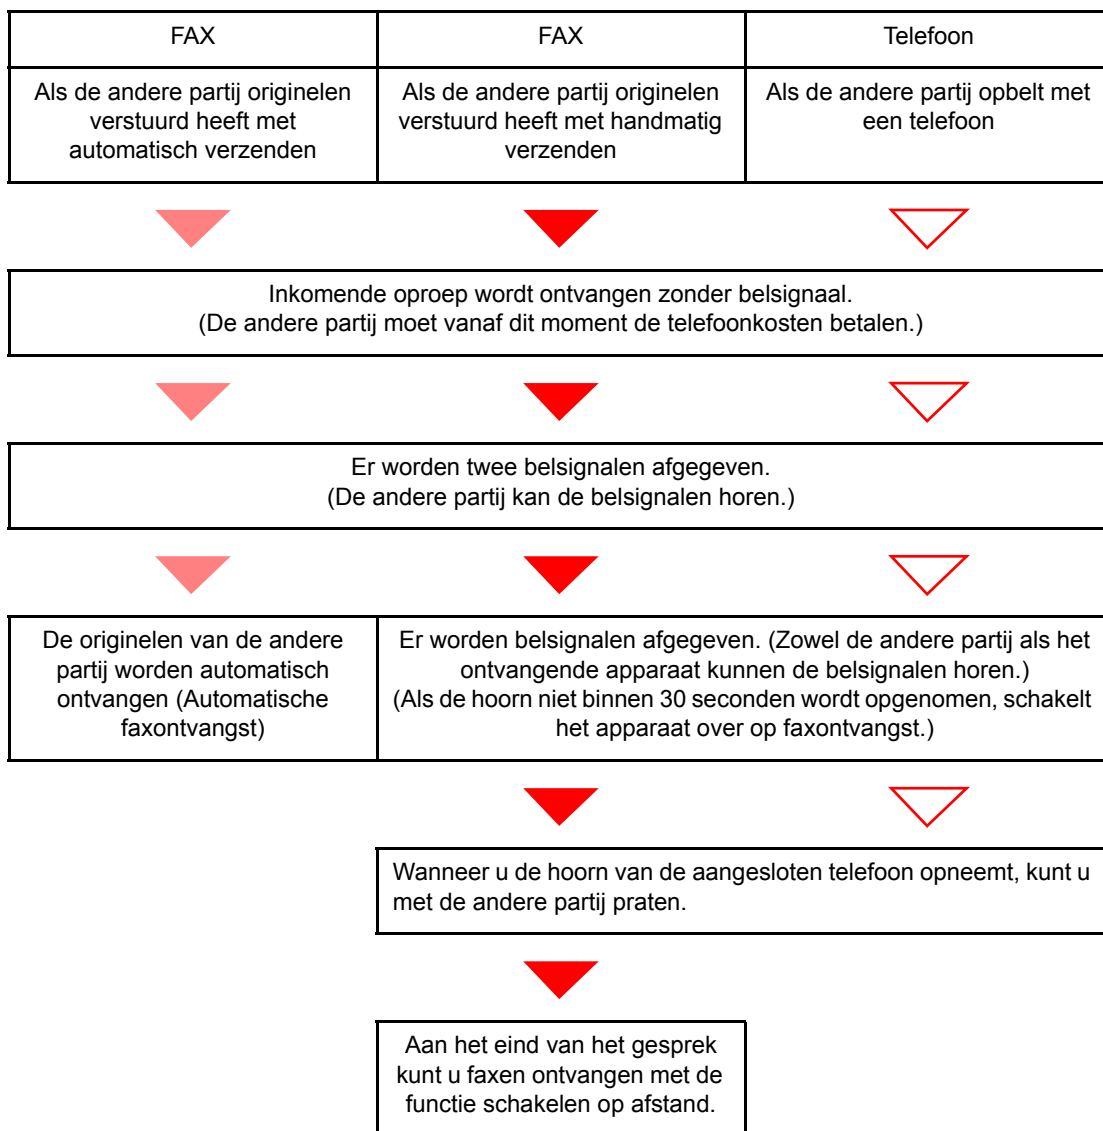 FAX
FAX
Telefoon
Als de andere partij originelen
verstuurd heeft met
automatisch verzenden
Als de andere partij originelen
verstuurd heeft met handmatig
verzenden
Als de andere partij opbelt met
een telefoon
Inkomende oproep wordt ontvangen zonder belsignaal.
(De andere partij moet vanaf dit moment de telefoonkosten betalen.)
Er worden twee belsignalen afgegeven.
(De andere partij kan de belsignalen horen.)
De originelen van de andere
partij worden automatisch
ontvangen (Automatische
faxontvangst)
Er worden belsignalen afgegeven. (Zowel de andere partij als het
ontvangende apparaat kunnen de belsignalen horen.)
(Als de hoorn niet binnen 30 seconden wordt opgenomen, schakelt
het apparaat over op faxontvangst.)
Wanneer u de hoorn van de aangesloten telefoon opneemt, kunt u
met de andere partij praten.
Aan het eind van het gesprek
kunt u faxen ontvangen met de
functie schakelen op afstand.